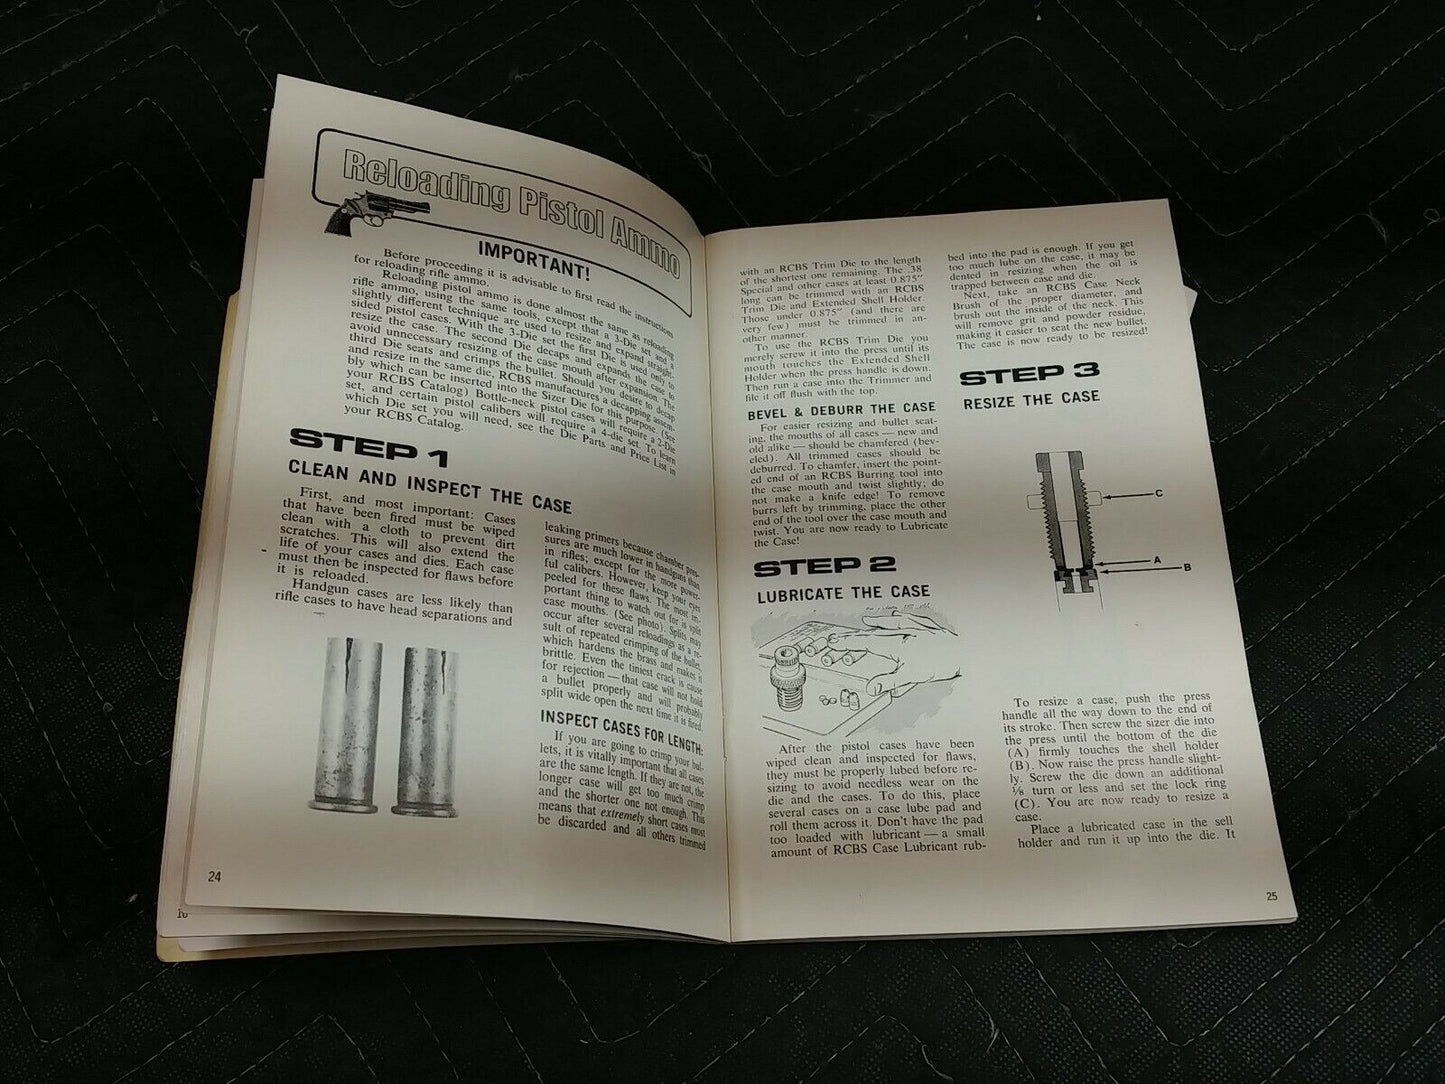 Reloading Pistol Ammo
IMPORTANT!
Before proceeding it is advisable to first read the instructions
for reloading rifle ammo.
Reloading pistol ammo is done almost the same as reloading
rifle ammo, using the same tools, except that a 3-Die set and a
slightly different technique are used to resize and expand straight-
sided pistol cases. With the 3-Die set the first Die is used only to
resize the case. The second Die decaps and expands the case to
avoid unnecessary resizing of the case mouth after expansion. The
third Die seats and crimps the bullet. Should you desire to decap
and resize in the same die, RCBS manufactures a decapping assem-
bly which can be inserted into the Sizer Die for this purpose. (See
your RCBS Catalog) Bottle-neck pistol cases will require a 2-Die
set, and certain pistol calibers will require a 4-die set. To learn
which Die set you will need, see the Die Parts and Price List in
your RCBS Catalog.
STEP 1
CLEAN AND INSPECT THE CASE
First, and most important: Cases
that have been fired must be wiped
clean with a cloth to prevent dirt
scratches. This will also extend the
life of your cases and dies. Each case
must then be inspected for flaws before
it is reloaded.
Handgun cases are less likely than
rifle cases to have head separations and
leaking primers because chamber pres-
sures are much lower in handguns than
in rifles; except for the more power-
ful calibers. However, keep your eyes
peeled for these flaws. The most im-
portant thing to watch out for is split
case mouths. (See photo). Splits may
occur after several reloadings as a re-
sult of repeated crimping of the bullet,
which hardens the brass and makes it
brittle. Even the tiniest crack is cause
for rejection — that case will not hold
a bullet properly and will probably
split wide open the next time it is fired.
INSPECT CASES FOR LENGTH:
If you are going to crimp your bul-
lets, it is vitally important that all cases
are the same length. If they are not, the
longer case will get too much crimp
and the shorter one not enough. This
means that extremely short cases must
be discarded and all others trimmed
24
16
with an RCBS Trim Die to the length
of the shortest one remaining. The .38
Special and other cases at least 0.875"
long can be trimmed with an RCBS
Trim Die and Extended Shell Holder.
Those under 0.875" (and there are
very few) must be trimmed in an-
other manner.
To use the RCBS Trim Die you
merely screw it into the press until its
mouth touches the Extended Shell
Holder when the press handle is down.
Then run a case into the Trimmer and
file it off flush with the top.
BEVEL & DEBURR THE CASE
For easier resizing and bullet seat-
ing, the mouths of all cases — new and
old alike — should be chamfered (bev-
eled). All trimmed cases should be
deburred. To chamfer, insert the point-
ed end of an RCBS Burring tool into
the case mouth and twist slightly; do
not make a knife edge! To remove
burrs left by trimming, place the other
end of the tool over the case mouth and
twist. You are now ready to Lubricate
the Case!
STEP 2
LUBRICATE THE CASE
After the pistol cases have been
wiped clean and inspected for flaws,
they must be properly lubed before re-
sizing to avoid needless wear on the
die and the cases. To do this, place
several cases on a case lube pad and
roll them across it. Don't have the pad
too loaded with lubricant — a small
amount of RCBS Case Lubricant rub-
bed into the pad is enough. If you get
too much lube on the case, it may be
dented in resizing when the oil is
trapped between case and die.
Next, take an RCBS Case Neck
Brush of the proper diameter, and
brush out the inside of the neck. This
will remove grit and powder residue,
making it easier to seat the new bullet.
The case is now ready to be resized!
STEP 3
RESIZE THE CASE
C
A
B
To resize a case, push the press
handle all the way down to the end of
its stroke. Then screw the sizer die into
the press until the bottom of the die
(A) firmly touches the shell holder
(B). Now raise the press handle slight-
ly. Screw the die down an additional
⅛ turn or less and set the lock ring
(C). You are now ready to resize a
case.
Place a lubricated case in the sell
holder and run it up into the die. It
25